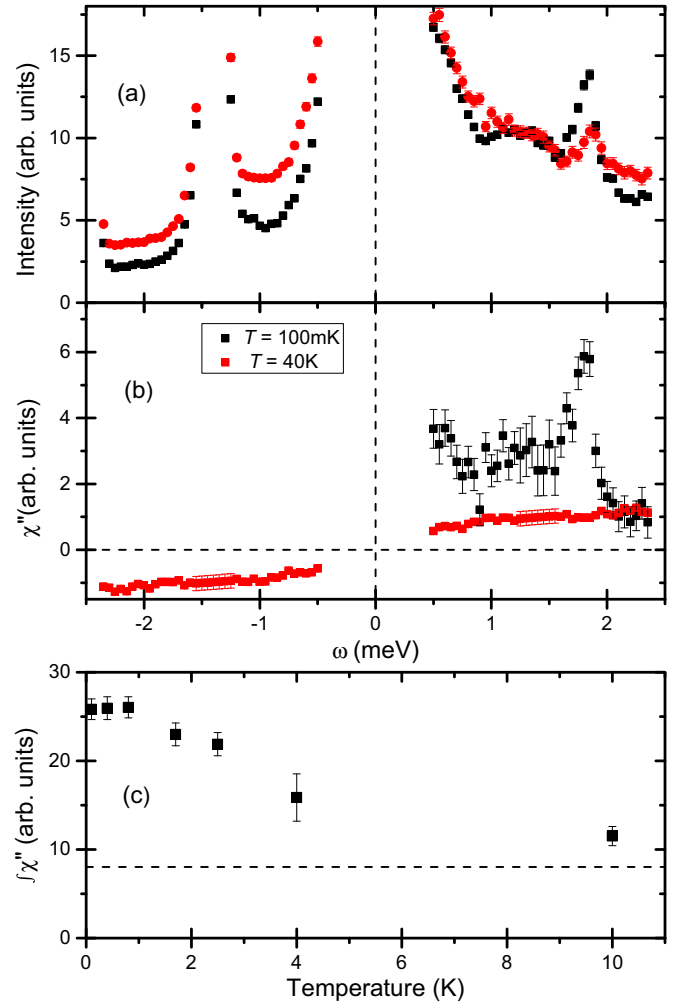 15
10
5
0
Intensity (arb. units)
(a)
6
4
2
0
χ"(arb. units)
(b)
T = 100mK
T = 40K
-2
-1
0
1
2
ω (meV)
30
20
10
0
∫χ" (arb. units)
(c)
0
2
4
6
8
10
Temperature (K)